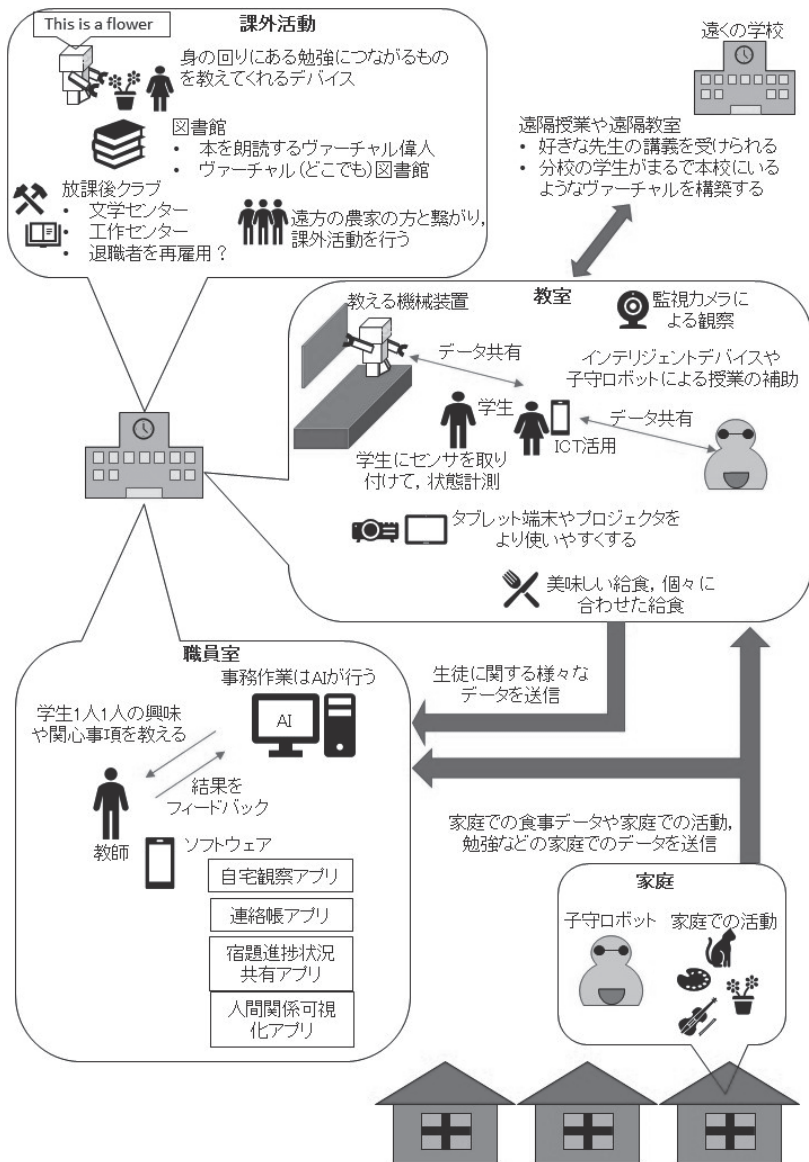 課外活動
This is a flower
身の回りにある勉強につながるもの
を教えてくれるデバイス
図書館
• 本を朗読するヴァーチャル偉人
• ヴァーチャル(どこでも)図書館
放課後クラブ
• 文学センター
• 工作センター
• 退職者を再雇用?
遠方の農家の方と繋がり,
課外活動を行う
遠くの学校
遠隔授業や遠隔教室
• 好きな先生の講義を受けられる
• 分校の学生がまるで本校にいる
ようなヴァーチャルを構築する
教室
教える機械装置
監視カメラに
よる観察
データ共有
インテリジェントデバイスや
子守ロボットによる授業の補助
学生
データ共有
ICT活用
学生にセンサを取り
付けて,状態計測
タブレット端末やプロジェクタを
より使いやすくする
美味しい給食,個々に
合わせた給食
職員室
事務作業はAIが行う
AI
学生1人1人の興味
や関心事項を教える
結果を
フィードバック
教師
ソフトウェア
自宅観察アプリ
連絡帳アプリ
宿題進捗状況
共有アプリ
人間関係可視
化アプリ
生徒に関する様々な
データを送信
家庭での食事データや家庭での活動,
勉強などの家庭でのデータを送信
家庭
子守ロボット
家庭での活動